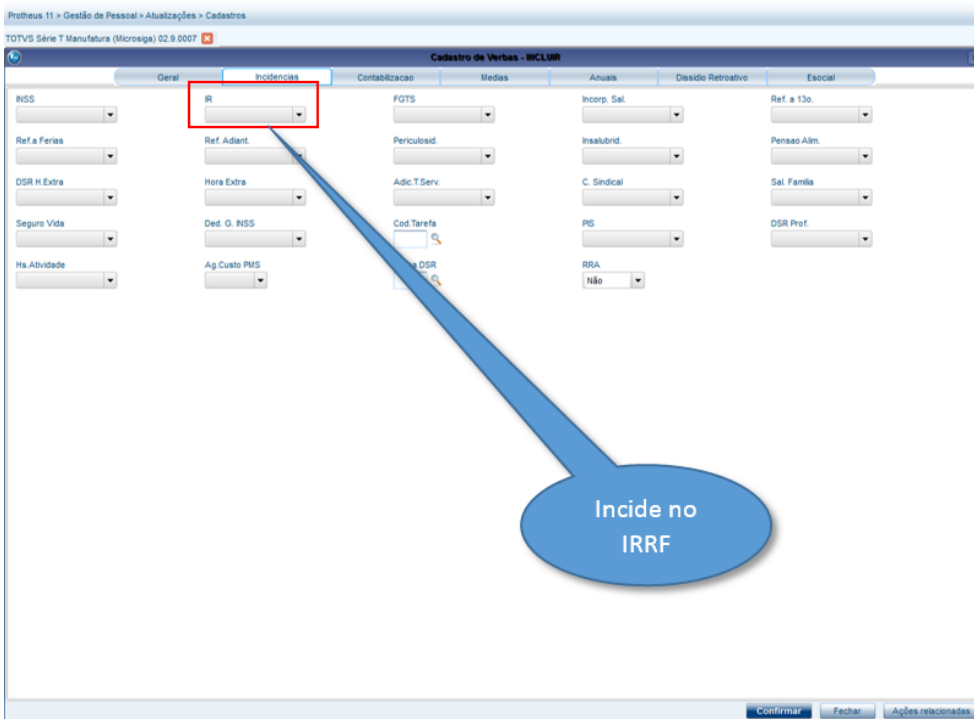 Protheus 11 > Gestão de Pessoal > Atualizações > Cadastros
TOTVS Série T Manufatura (Microsiga) 02.9.0007
Cadastro de Verbas - INCLUIR
Geral Incidencias Contabilizacao Medias Anuais Dissidio Retroativo Esocial
INSS IR FGTS Incorp. Sal. Ref. a 13o.
Ref.a Ferias Ref. Adiant. Periculosid. Insalubrid. Pensao Alim.
DSR H.Extra Hora Extra Adic.T.Serv. C. Sindical Sal. Familia
Seguro Vida Ded. G. INSS Cod.Tarefa PIS DSR Prof.
Hs.Atividade Ag.Custo PMS DSR RRA
Não
Incide no
IRRF
Confirmar Fechar Ações relacionadas